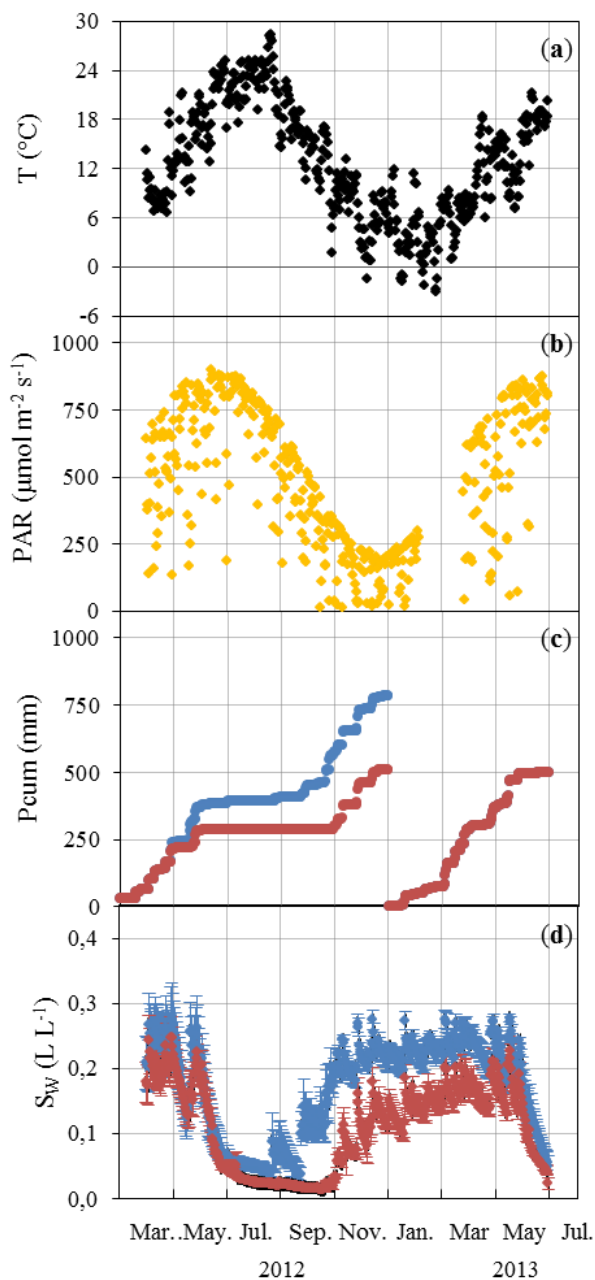 (a)
T (°C)
30
24
18
12
6
0
-6
(b)
PAR (µmol m⁻² s⁻¹)
1000
750
500
250
0
(c)
Pcum (mm)
1000
750
500
250
0
(d)
S_W (L L⁻¹)
0,4
0,3
0,2
0,1
0,0
Mar.. May. Jul. Sep. Nov. Jan. Mar May Jul.
2012 2013